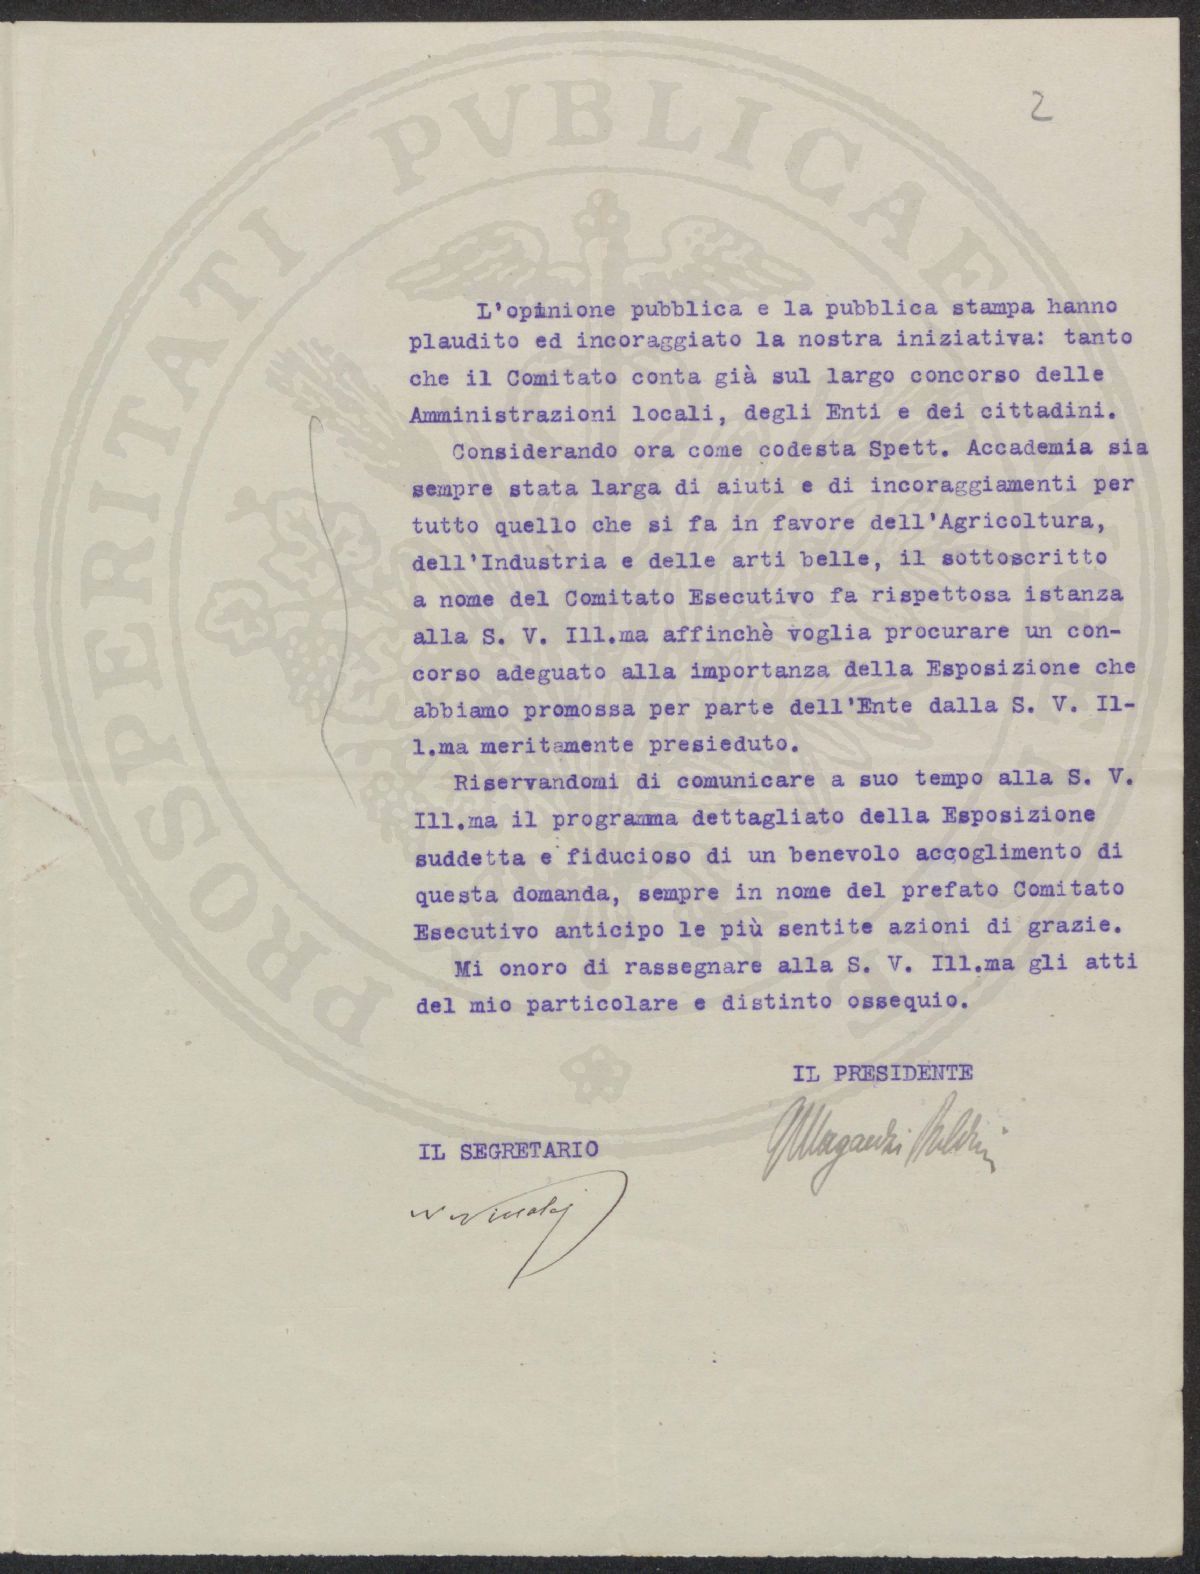 2
PROSPERITATI PVBLICAE
L'opinione pubblica e la pubblica stampa hanno
plaudito ed incoraggiato la nostra iniziativa: tanto
che il Comitato conta già sul largo concorso delle
Amministrazioni locali, degli Enti e dei cittadini.
Considerando ora come codesta Spett. Accademia sia
sempre stata larga di aiuti e di incoraggiamenti per
tutto quello che si fa in favore dell'Agricoltura,
dell'Industria e delle arti belle, il sottoscritto
a nome del Comitato Esecutivo fa rispettosa istanza
alla S. V. Ill.ma affinchè voglia procurare un con-
corso adeguato alla importanza della Esposizione che
abbiamo promossa per parte dell'Ente dalla S. V. Il-
l.ma meritamente presieduto.
Riservandomi di comunicare a suo tempo alla S. V.
Ill.ma il programma dettagliato della Esposizione
suddetta e fiducioso di un benevolo accoglimento di
questa domanda, sempre in nome del prefato Comitato
Esecutivo anticipo le più sentite azioni di grazie.
Mi onoro di rassegnare alla S. V. Ill.ma gli atti
del mio particolare e distinto ossequio.
IL PRESIDENTE
IL SEGRETARIO